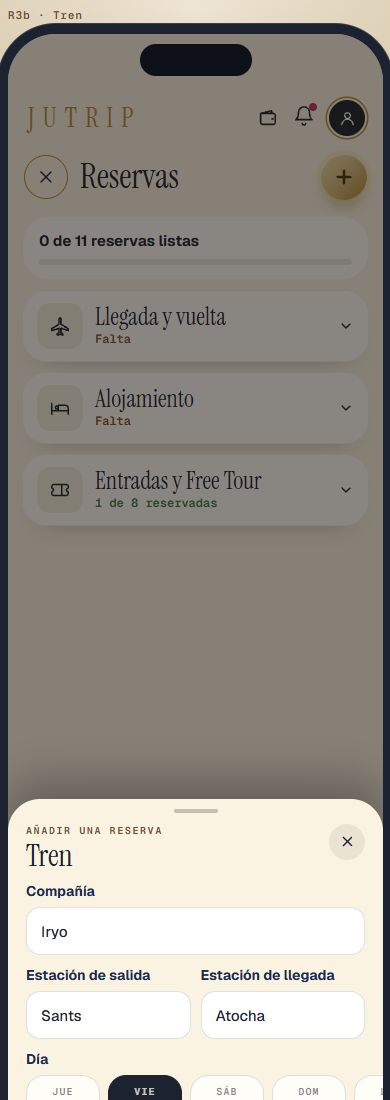 R3b · Tren
JUTRIP
Reservas
0 de 11 reservas listas
Llegada y vuelta
Falta
Alojamiento
Falta
Entradas y Free Tour
1 de 8 reservadas
AÑADIR UNA RESERVA
Tren
Compañía
Iryo
Estación de salida
Estación de llegada
Sants
Atocha
Día
JUE VIE SÁB DOM